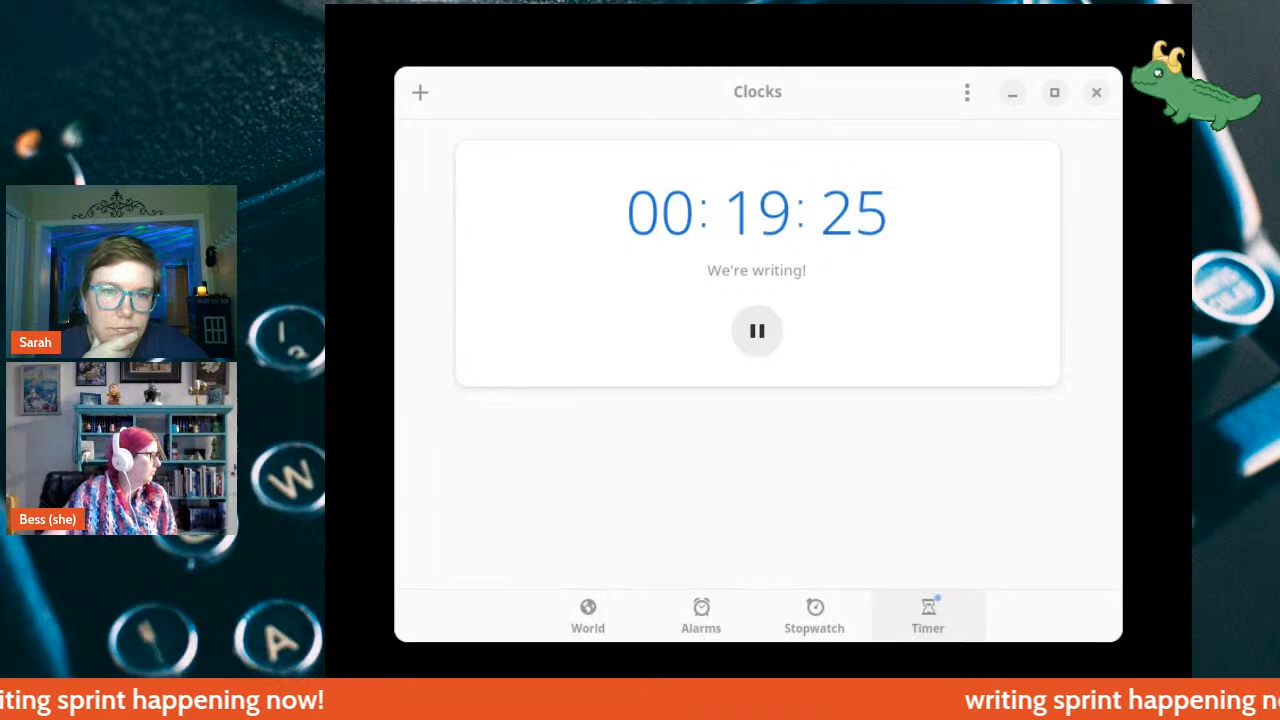 Clocks
00:19:25
We're writing!
World
Alarms
Stopwatch
Timer
Sarah
Bess (she)
W
A
iting sprint happening now!
writing sprint happening n